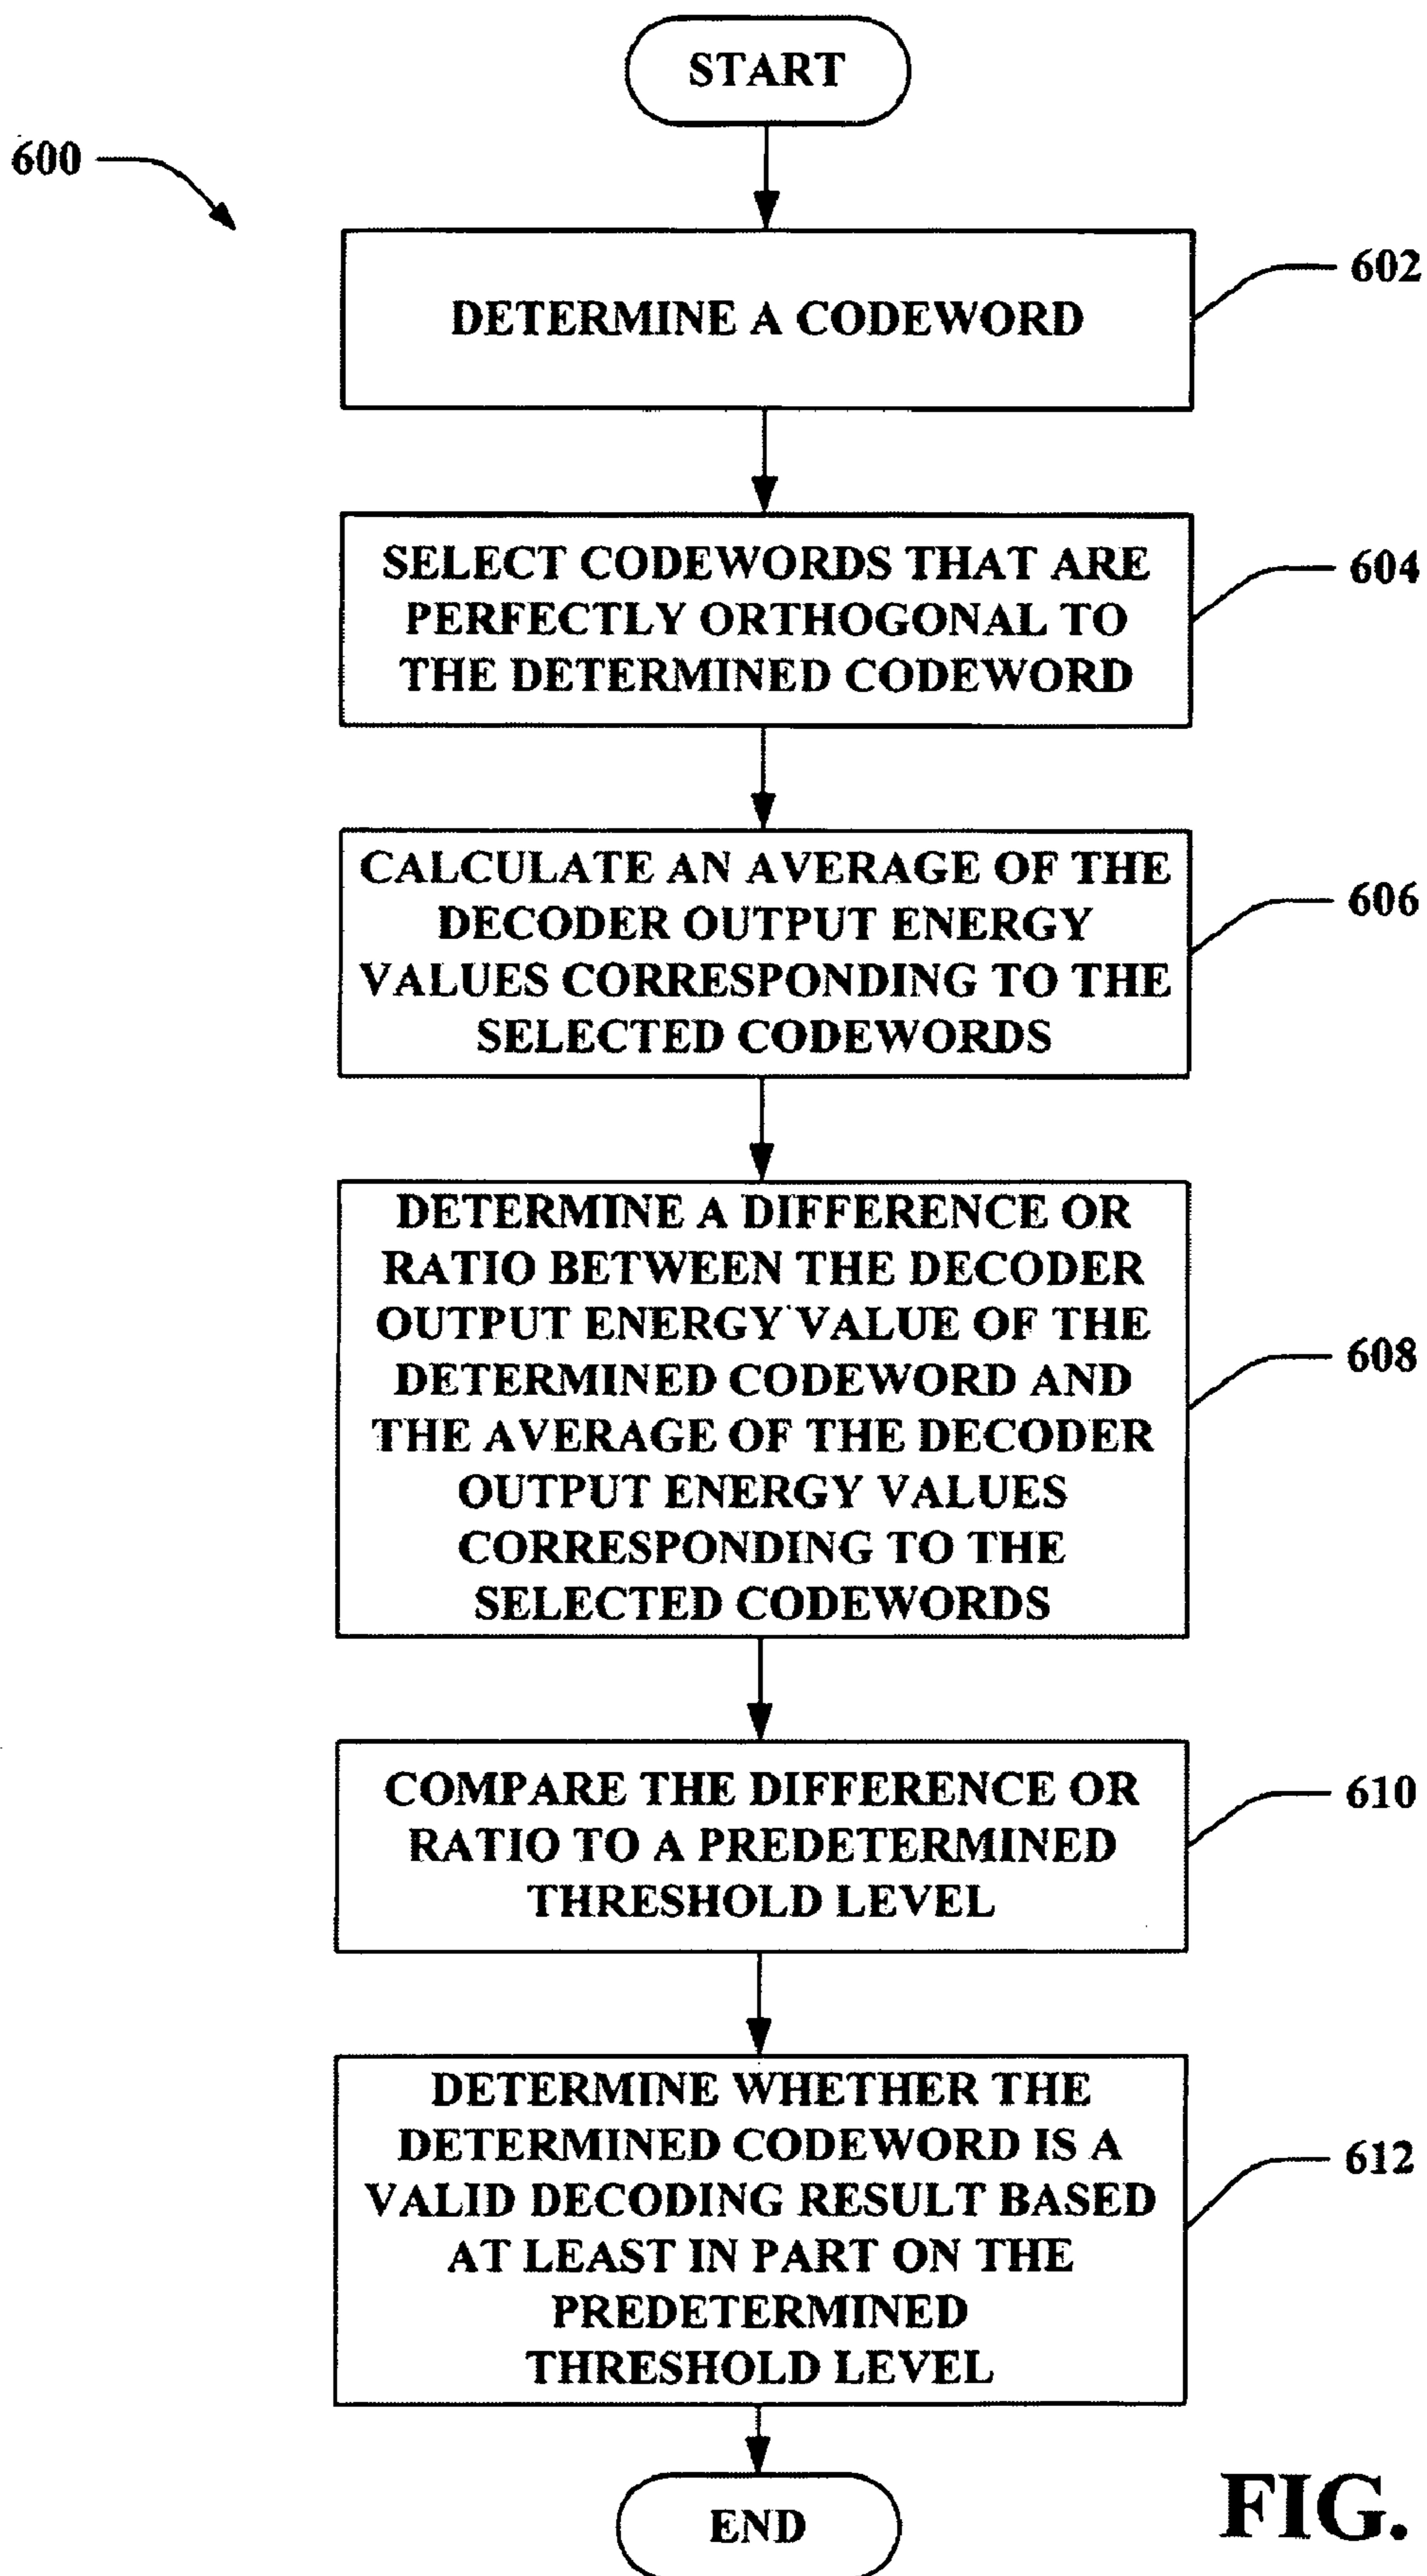 START
600
602
DETERMINE A CODEWORD
SELECT CODEWORDS THAT ARE
PERFECTLY ORTHOGONAL TO
THE DETERMINED CODEWORD
604
CALCULATE AN AVERAGE OF THE
DECODER OUTPUT ENERGY
VALUES CORRESPONDING TO THE
SELECTED CODEWORDS
606
DETERMINE A DIFFERENCE OR
RATIO BETWEEN THE DECODER
OUTPUT ENERGY VALUE OF THE
DETERMINED CODEWORD AND
THE AVERAGE OF THE DECODER
OUTPUT ENERGY VALUES
CORRESPONDING TO THE
SELECTED CODEWORDS
608
COMPARE THE DIFFERENCE OR
RATIO TO A PREDETERMINED
THRESHOLD LEVEL
610
DETERMINE WHETHER THE
DETERMINED CODEWORD IS A
VALID DECODING RESULT BASED
AT LEAST IN PART ON THE
PREDETERMINED
THRESHOLD LEVEL
612
END
FIG.